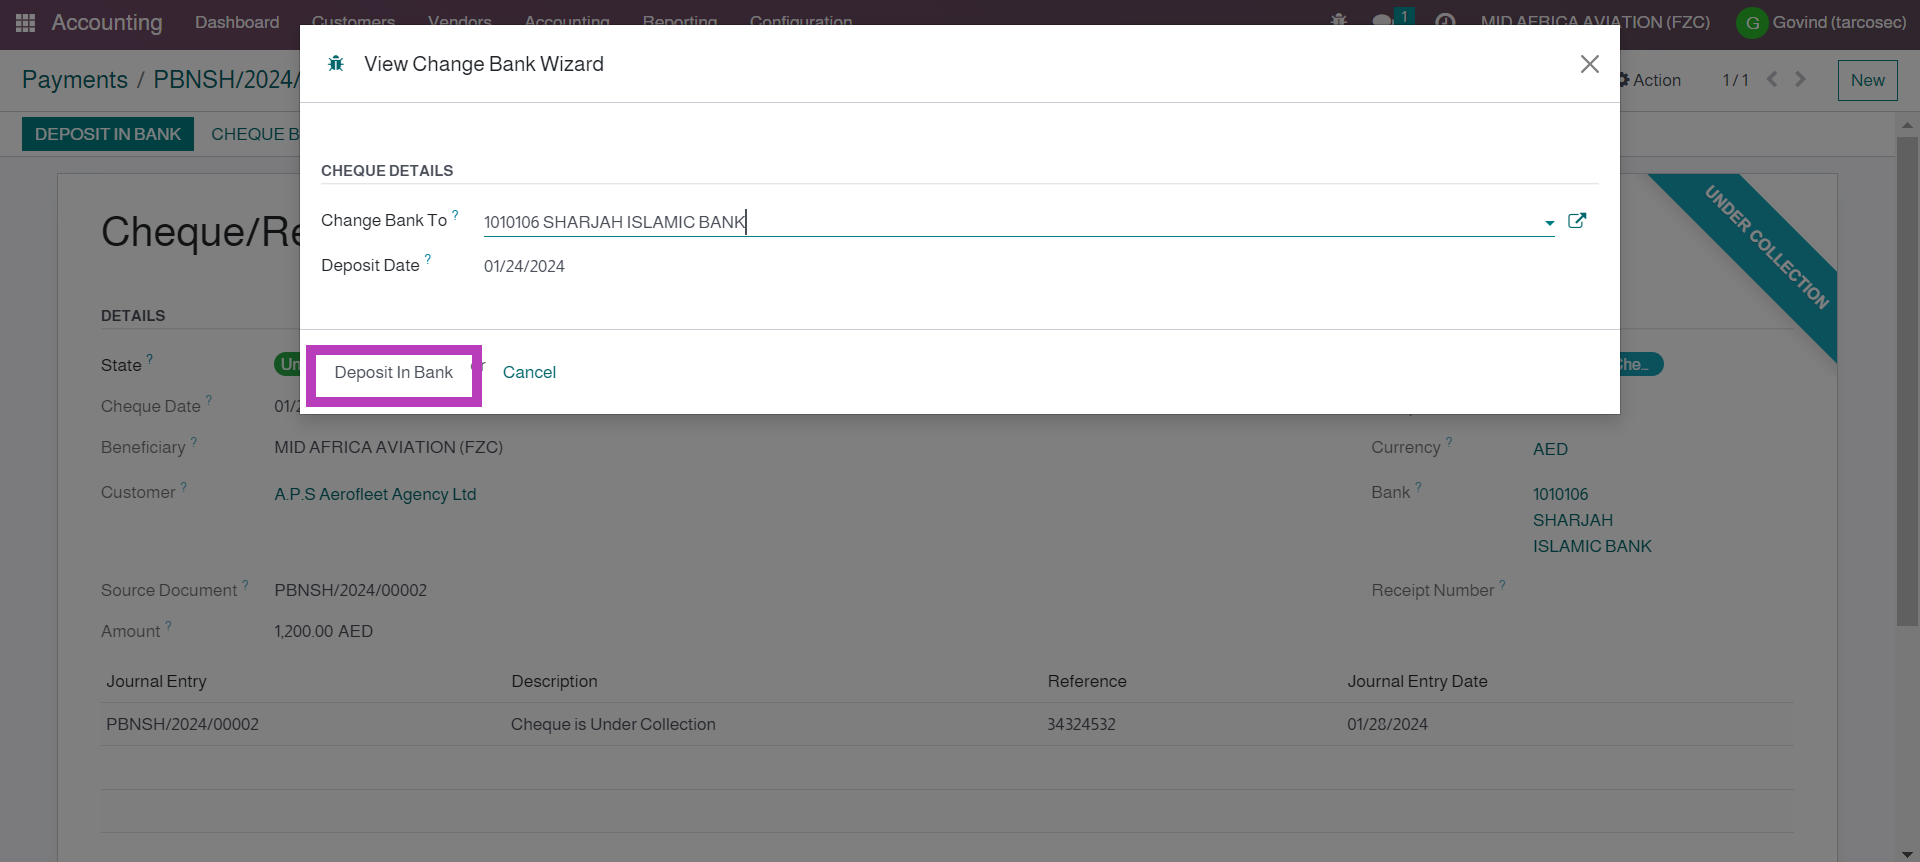 Accounting Dashboard Customers Vendors Accounting Reporting Configuration 1 MID AFRICA AVIATION (FZC) G Govind (tarcosec)
View Change Bank Wizard
Payments / PBNSH/2024/ Action 1 / 1 New
DEPOSIT IN BANK CHEQUE B
CHEQUE DETAILS
Change Bank To ? 1010106 SHARJAH ISLAMIC BANK
Deposit Date ? 01/24/2024
Deposit In Bank Cancel
Cheque/Re
UNDER COLLECTION
DETAILS
State ? Un Che...
Cheque Date ? 01/2
Beneficiary ? MID AFRICA AVIATION (FZC) Currency ? AED
Customer ? A.P.S Aerofleet Agency Ltd Bank ? 1010106
SHARJAH
ISLAMIC BANK
Source Document ? PBNSH/2024/00002 Receipt Number ?
Amount ? 1,200.00 AED
Journal Entry Description Reference Journal Entry Date
PBNSH/2024/00002 Cheque is Under Collection 34324532 01/28/2024